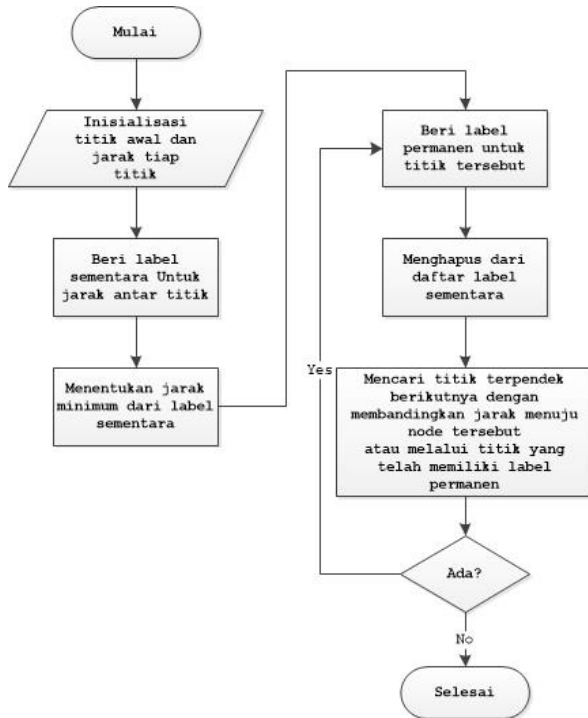 Mulai
Inisialisasi
titik awal dan
jarak tiap
titik
Beri label
sementara Untuk
jarak antar titik
Menentukan jarak
minimum dari label
sementara
Beri label
permanen untuk
titik tersebut
Menghapus dari
daftar label
sementara
Mencari titik terpendek
berikutnya dengan
membandingkan jarak menuju
node tersebut
atau melalui titik yang
telah memiliki label
permanen
Yes
Ada?
No
Selesai